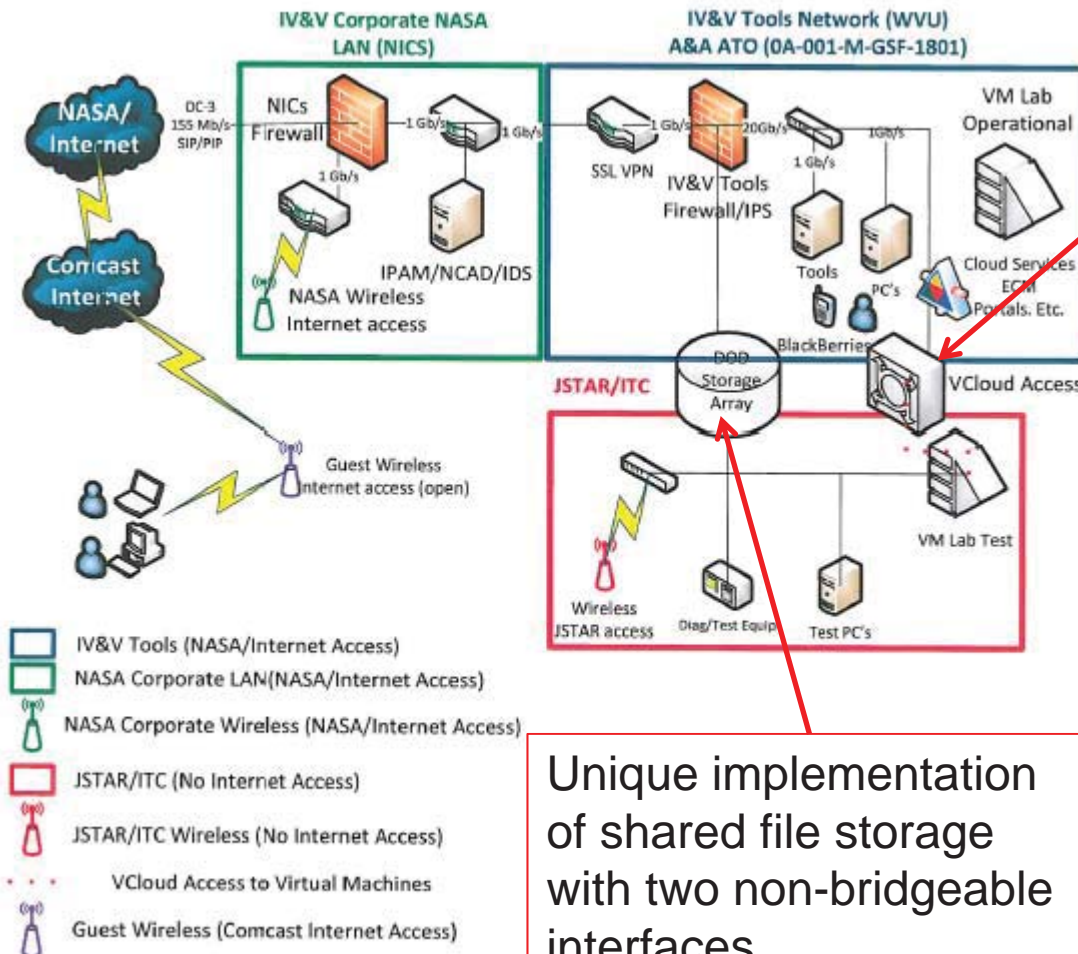 IV&V Corporate NASA
LAN (NICS)
IV&V Tools Network (WVU)
A&A ATO (0A-001-M-GSF-1801)
NASA/
Internet
DC-3
155 Mb/s
SIP/PIP
NICs
Firewall
1 Gb/s
1 Gb/s
1 Gb/s
IPAM/NCAD/IDS
NASA Wireless
Internet access
SSL VPN
1 Gb/s
IV&V Tools
Firewall/IPS
20Gb/s
1Gb/s
1 Gb/s
Tools
PC's
BlackBerries
VM Lab
Operational
Cloud Services
ECM
Portals. Etc.
Comcast
Internet
Guest Wireless
Internet access (open)
JSTAR/ITC
DOD
Storage
Array
VCloud Access
Wireless
JSTAR access
Diag/Test Equip
Test PC's
VM Lab Test
IV&V Tools (NASA/Internet Access)
NASA Corporate LAN(NASA/Internet Access)
NASA Corporate Wireless (NASA/Internet Access)
JSTAR/ITC (No Internet Access)
JSTAR/ITC Wireless (No Internet Access)
VCloud Access to Virtual Machines
Guest Wireless (Comcast Internet Access)
Unique implementation
of shared file storage
with two non-bridgeable
interfaces